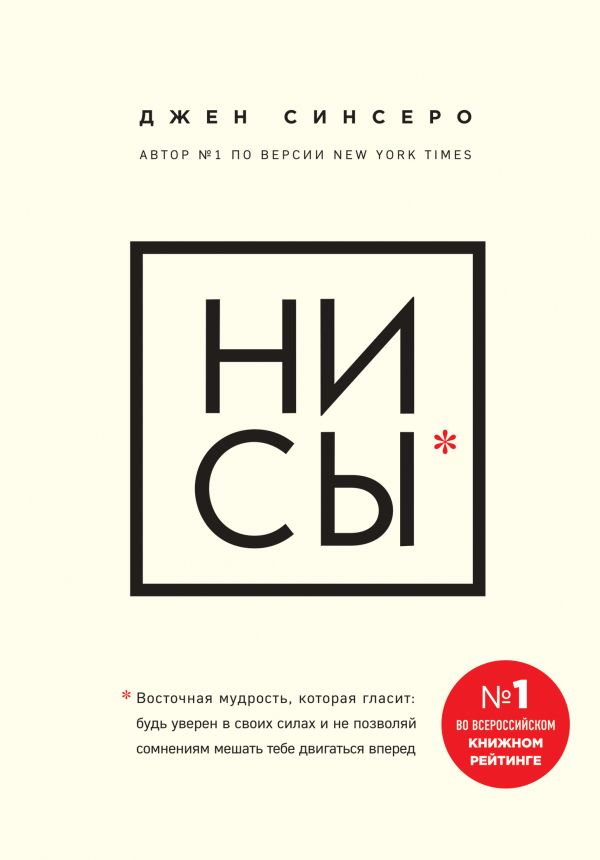 ДЖЕН СИНСЕРО
АВТОР №1 ПО ВЕРСИИ NEW YORK TIMES
НИ
СЫ*
* Восточная мудрость, которая гласит:
будь уверен в своих силах и не позволяй
сомнениям мешать тебе двигаться вперед
№1
ВО ВСЕРОССИЙСКОМ
КНИЖНОМ
РЕЙТИНГЕ